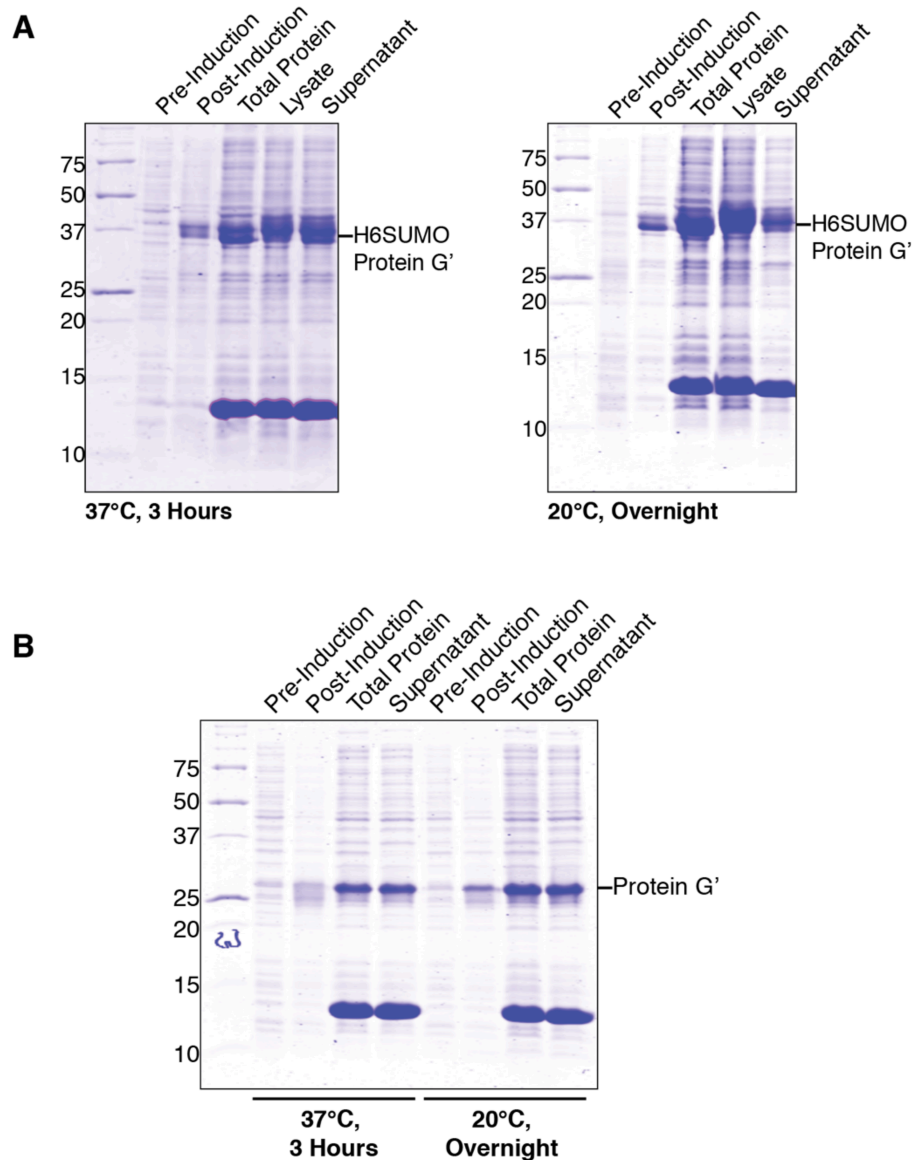 A
Pre-Induction
Post-Induction
Total Protein
Lysate
Supernatant
75
50
37
25
20
15
10
H6SUMO
Protein G’
37°C, 3 Hours
Pre-Induction
Post-Induction
Total Protein
Lysate
Supernatant
75
50
37
25
20
15
10
H6SUMO
Protein G’
20°C, Overnight
B
Pre-Induction
Post-Induction
Total Protein
Supernatant
Pre-Induction
Post-Induction
Total Protein
Supernatant
75
50
37
25
20
15
10
Protein G’
37°C,
3 Hours
20°C,
Overnight